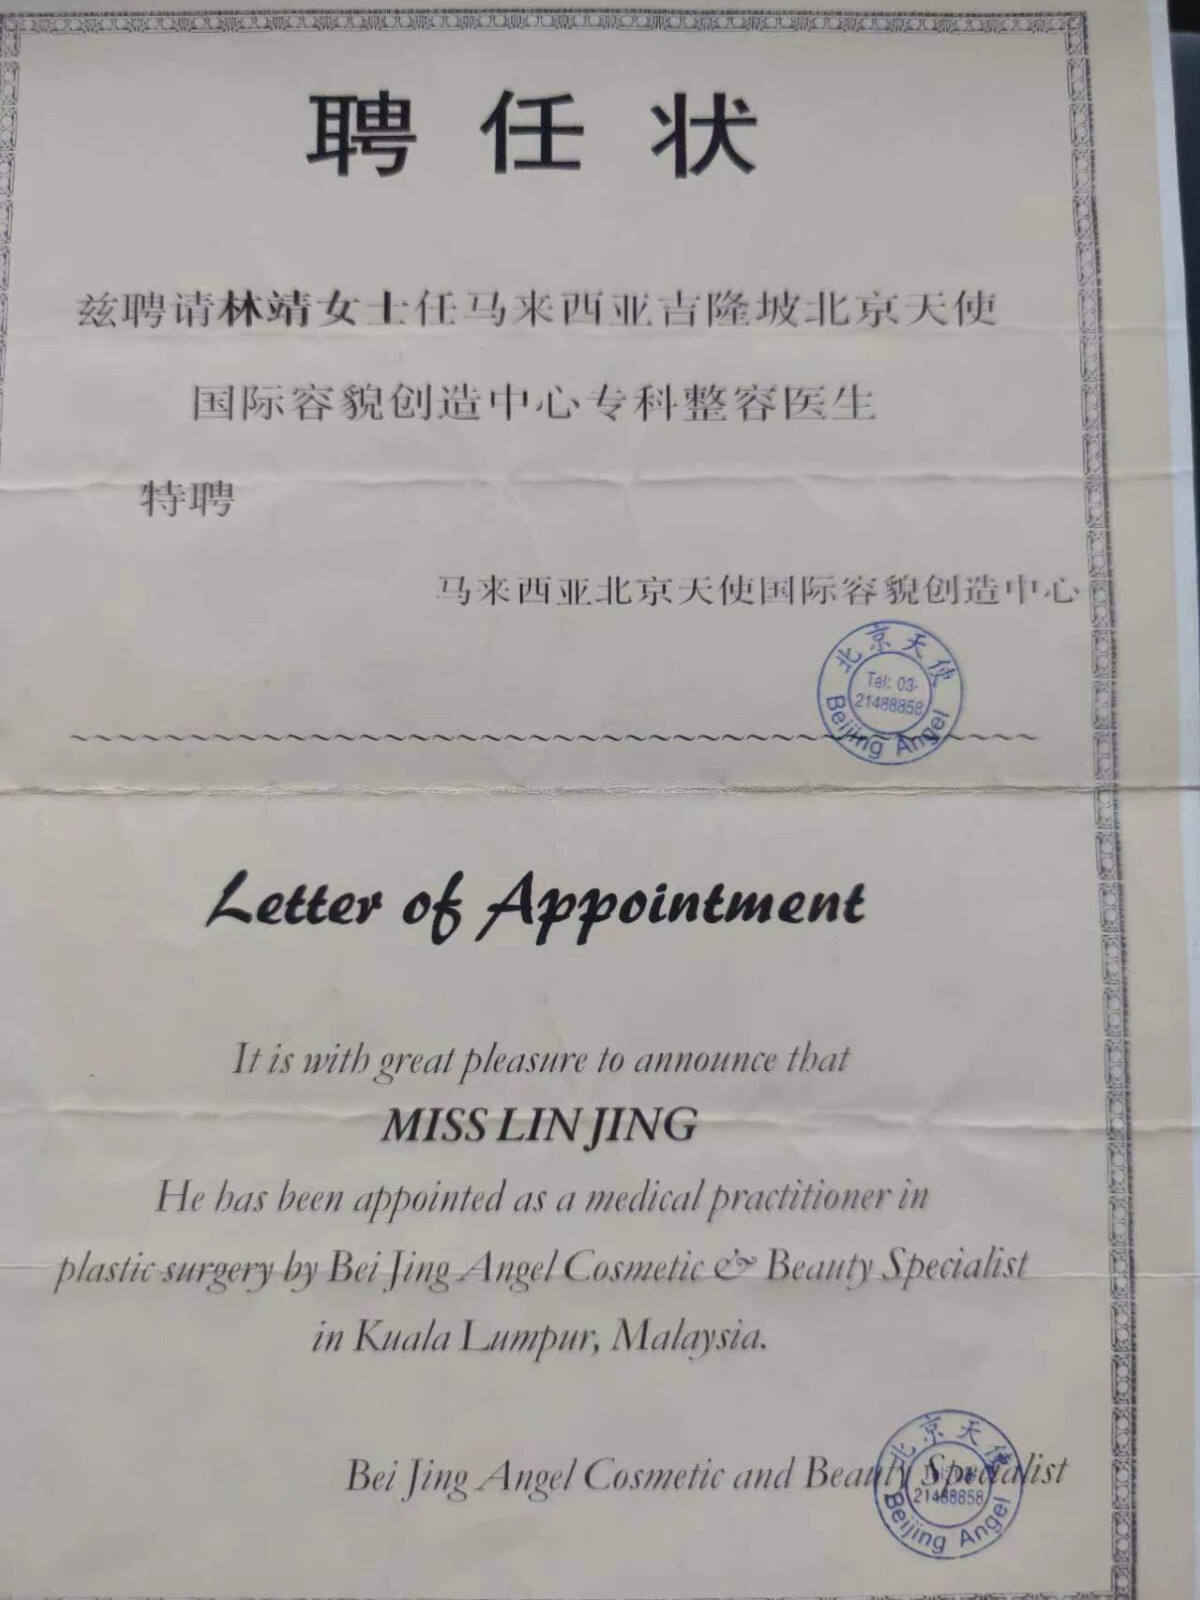 聘任状
兹聘请林靖女士任马来西亚吉隆坡北京天使
国际容貌创造中心专科整容医生
特聘
马来西亚北京天使国际容貌创造中心
北京天使
Tel: 03-
21488858
Beijing Angel
Letter of Appointment
It is with great pleasure to announce that
MISS LIN JING
He has been appointed as a medical practitioner in
plastic surgery by Bei Jing Angel Cosmetic & Beauty Specialist
in Kuala Lumpur, Malaysia.
Bei Jing Angel Cosmetic and Beauty Specialist
北京天使
Tel: 03-
21488858
Beijing Angel